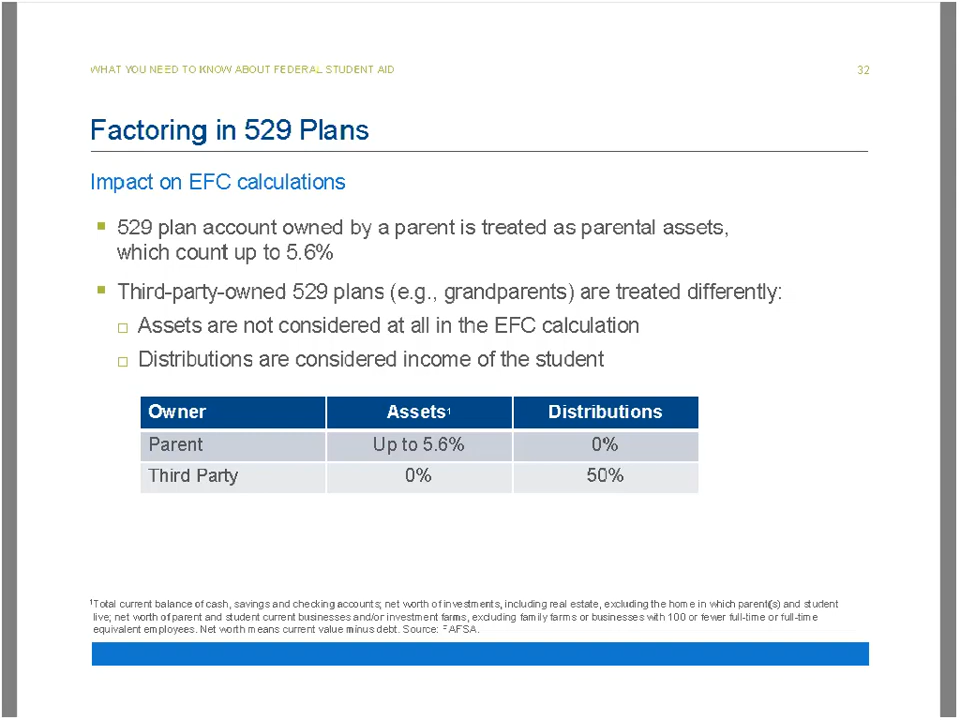 WHAT YOU NEED TO KNOW ABOUT FEDERAL STUDENT AID 32
Factoring in 529 Plans
Impact on EFC calculations
529 plan account owned by a parent is treated as parental assets,
which count up to 5.6%
Third-party-owned 529 plans (e.g., grandparents) are treated differently:
Assets are not considered at all in the EFC calculation
Distributions are considered income of the student
Owner Assets¹ Distributions
Parent Up to 5.6% 0%
Third Party 0% 50%
¹Total current balance of cash, savings and checking accounts; net worth of investments, including real estate, excluding the home in which parent(s) and student
live; net worth of parent and student current businesses and/or investment farms, excluding family farms or businesses with 100 or fewer full-time or full-time
equivalent employees. Net worth means current value minus debt. Source: FAFSA.